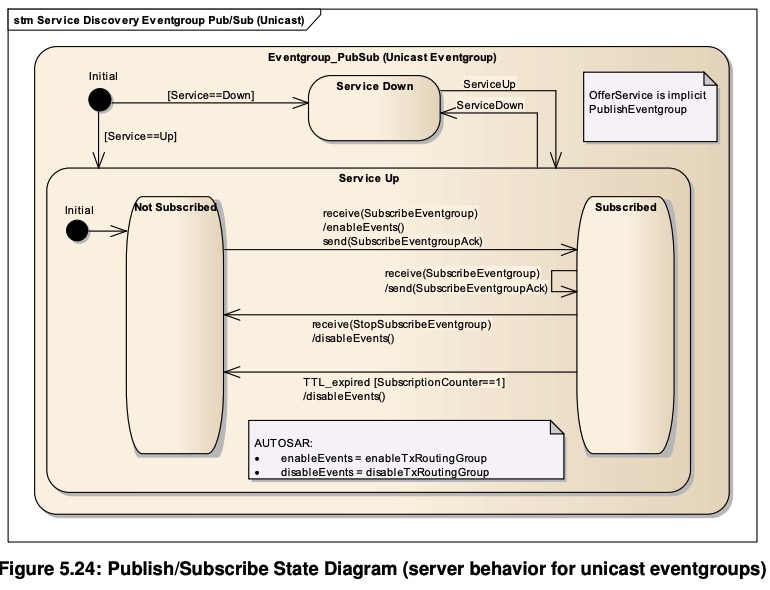 stm Service Discovery Eventgroup Pub/Sub (Unicast)
Eventgroup_PubSub (Unicast Eventgroup)
Initial
[Service==Down]
Service Down
ServiceUp
ServiceDown
OfferService is implicit
PublishEventgroup
[Service==Up]
Service Up
Initial
Not Subscribed
Subscribed
receive(SubscribeEventgroup)
/enableEvents()
send(SubscribeEventgroupAck)
receive(SubscribeEventgroup)
/send(SubscribeEventgroupAck)
receive(StopSubscribeEventgroup)
/disableEvents()
TTL_expired [SubscriptionCounter==1]
/disableEvents()
AUTOSAR:
• enableEvents = enableTxRoutingGroup
• disableEvents = disableTxRoutingGroup
Figure 5.24: Publish/Subscribe State Diagram (server behavior for unicast eventgroups)